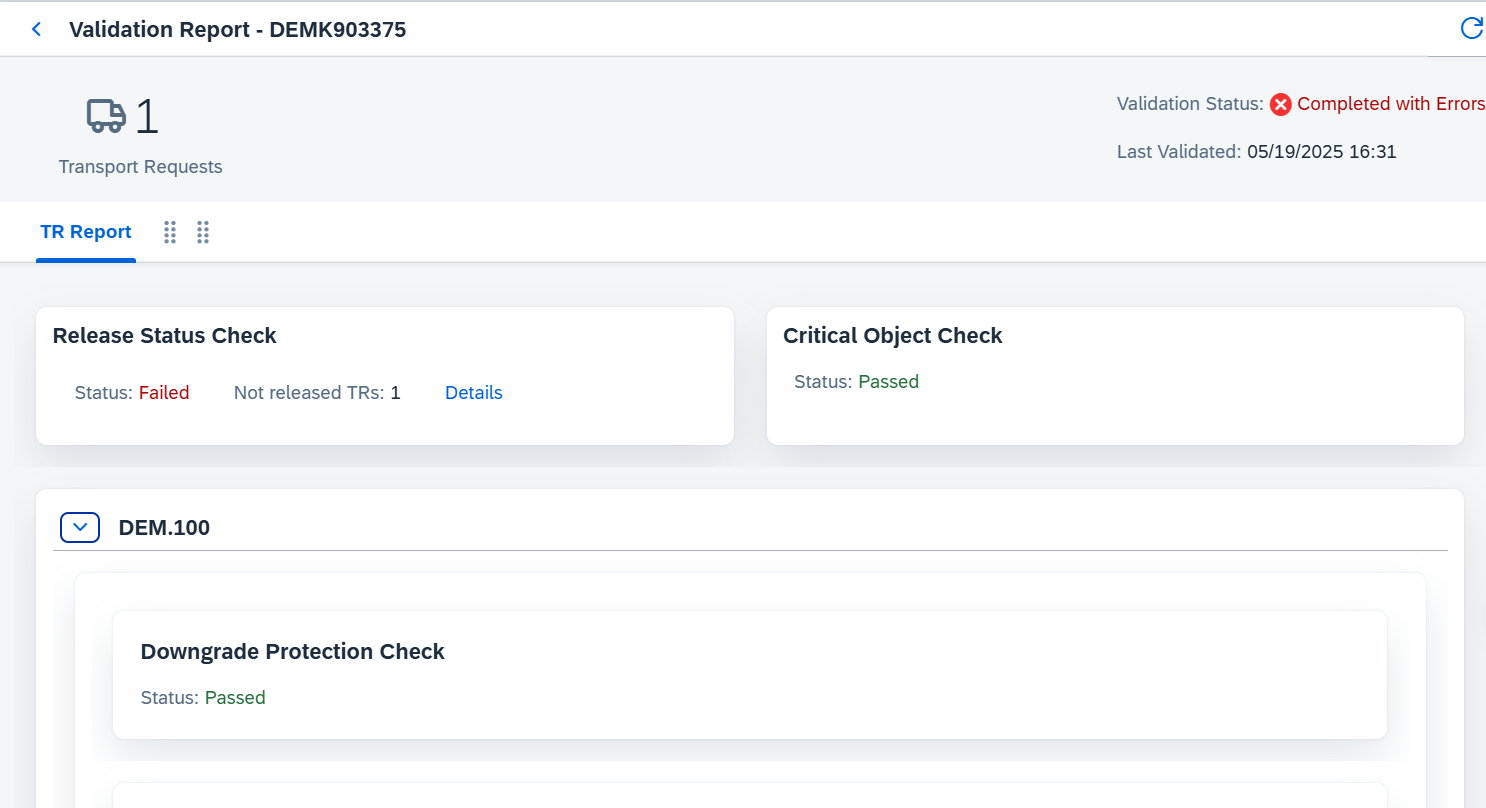 Validation Report - DEMK903375
1
Transport Requests
Validation Status: Completed with Errors
Last Validated: 05/19/2025 16:31
TR Report
Release Status Check
Status: Failed Not released TRs: 1 Details
Critical Object Check
Status: Passed
DEM.100
Downgrade Protection Check
Status: Passed